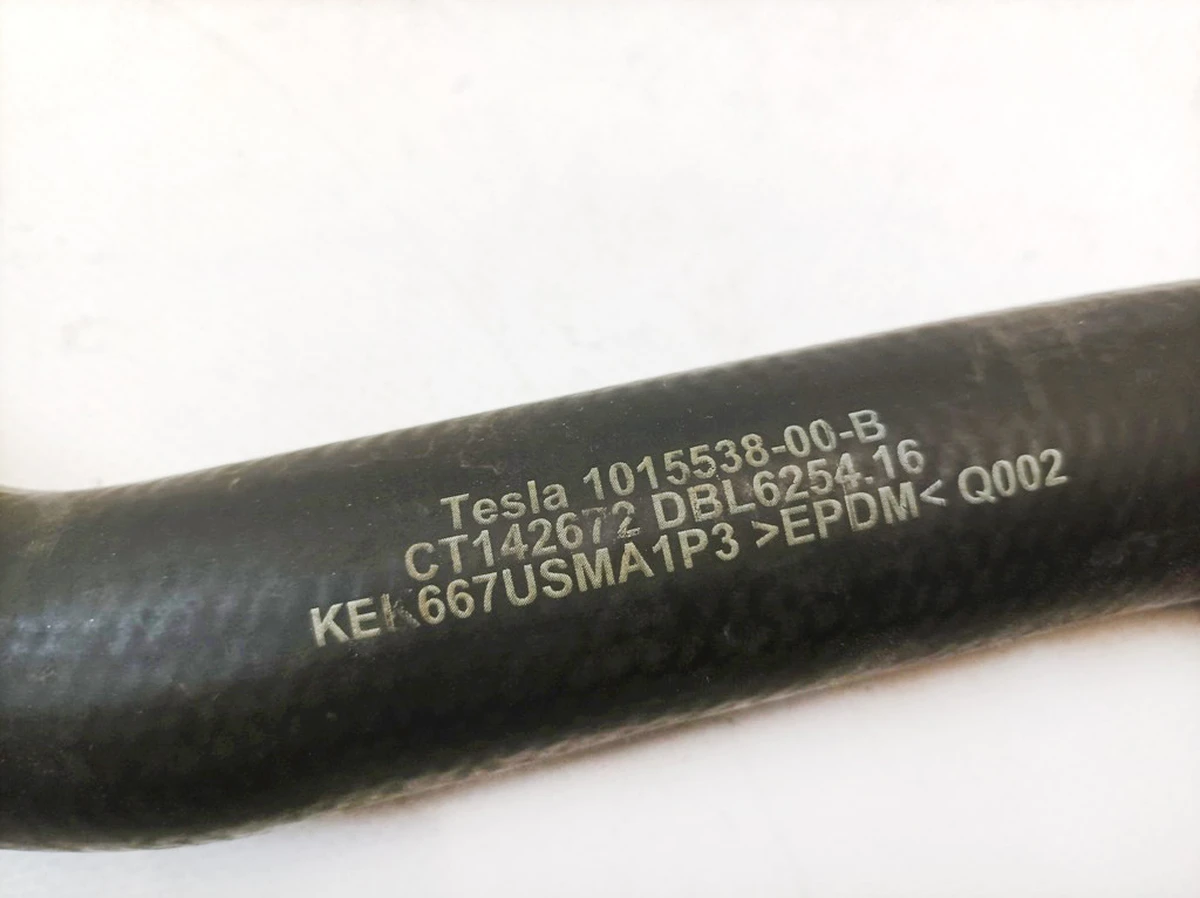 Tesla 1015538-00-B
CT142672 DBL6254.16
KEK667USMA1P3 >EPDM< Q002